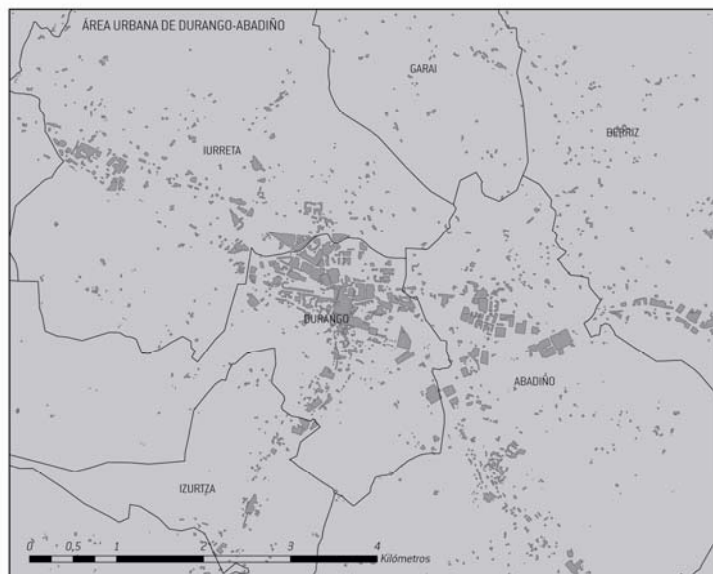 ÁREA URBANA DE DURANGO-ABADIÑO
GARAI
BERRIZ
IURRETA
DURANGO
ABADIÑO
IZURTZA
0 0,5 1 2 3 4 Kilómetros